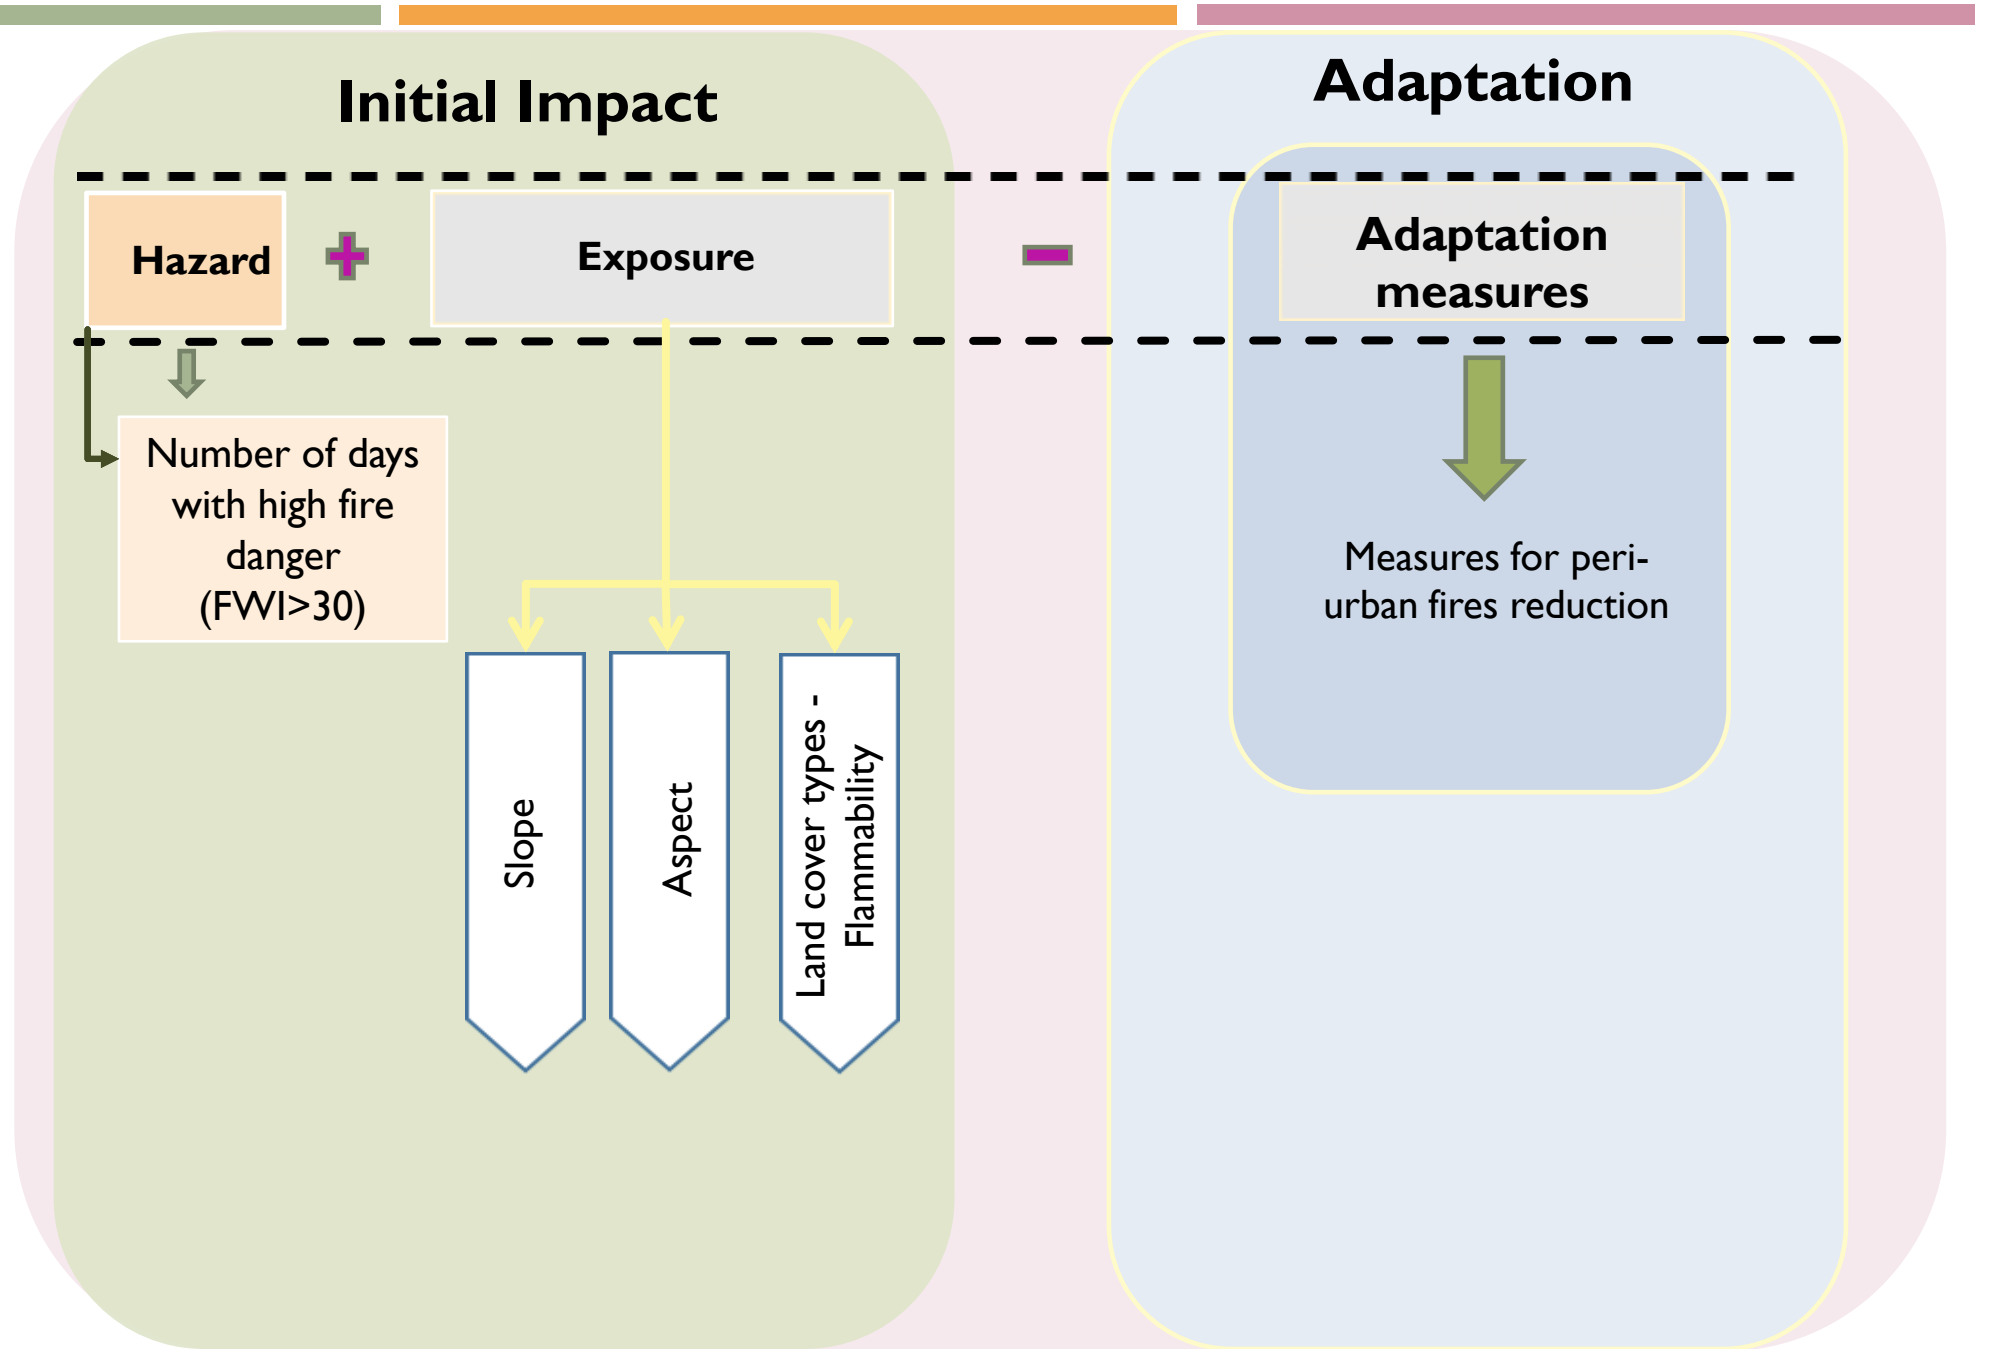 Initial Impact
Adaptation
Hazard
Exposure
Adaptation
measures
Number of days
with high fire
danger
(FWI>30)
Measures for peri-
urban fires reduction
Slope
Aspect
Land cover types -
Flammability